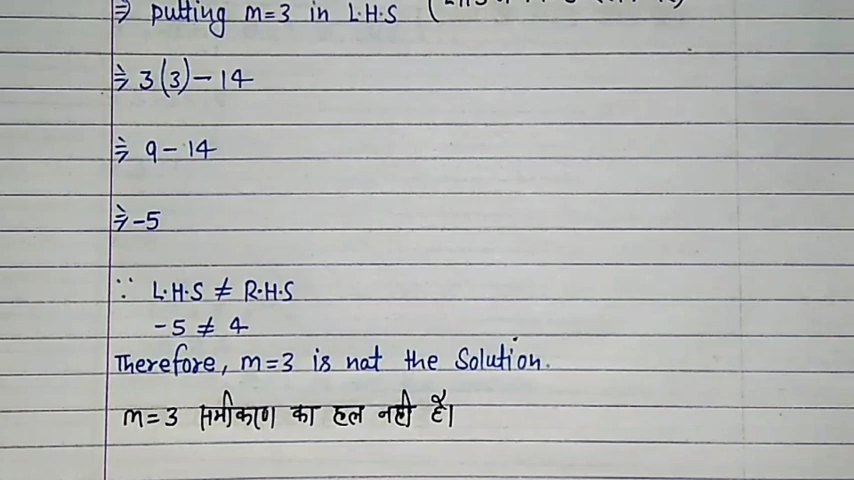 ⇒ putting m=3 in L.H.S (
⇒ 3(3)-14
⇒ 9-14
⇒ -5
∵ L.H.S ≠ R.H.S
-5 ≠ 4
Therefore, m=3 is not the Solution.
m=3 समीकरण का हल नही है।